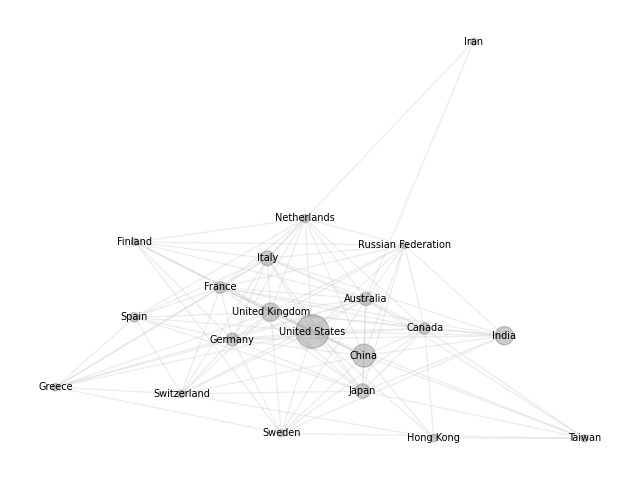 Iran
Netherlands
Finland
Russian Federation
Italy
France
Australia
United Kingdom
Spain
Canada
United States
India
Germany
China
Greece
Switzerland
Japan
Sweden
Hong Kong
Taiwan